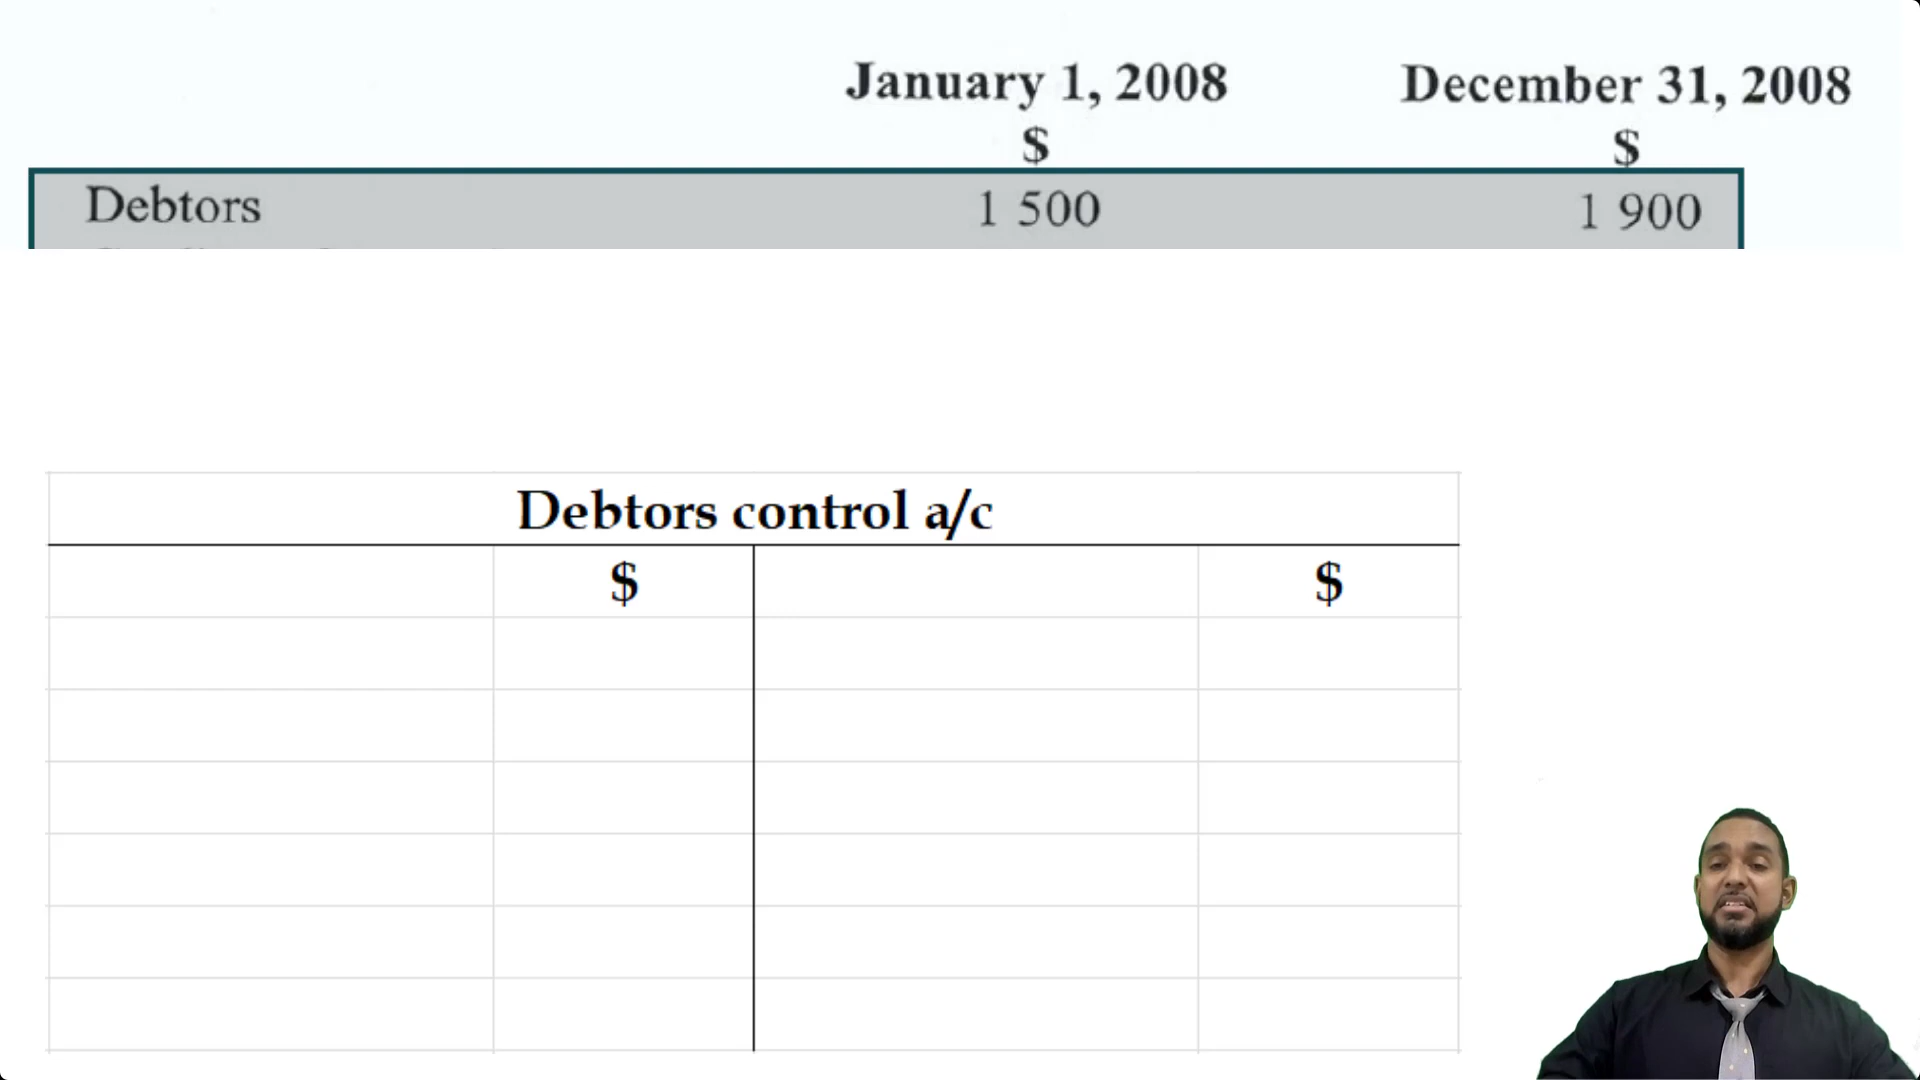 January 1, 2008 December 31, 2008
$ $
Debtors 1 500 1 900
Debtors control a/c
$ $